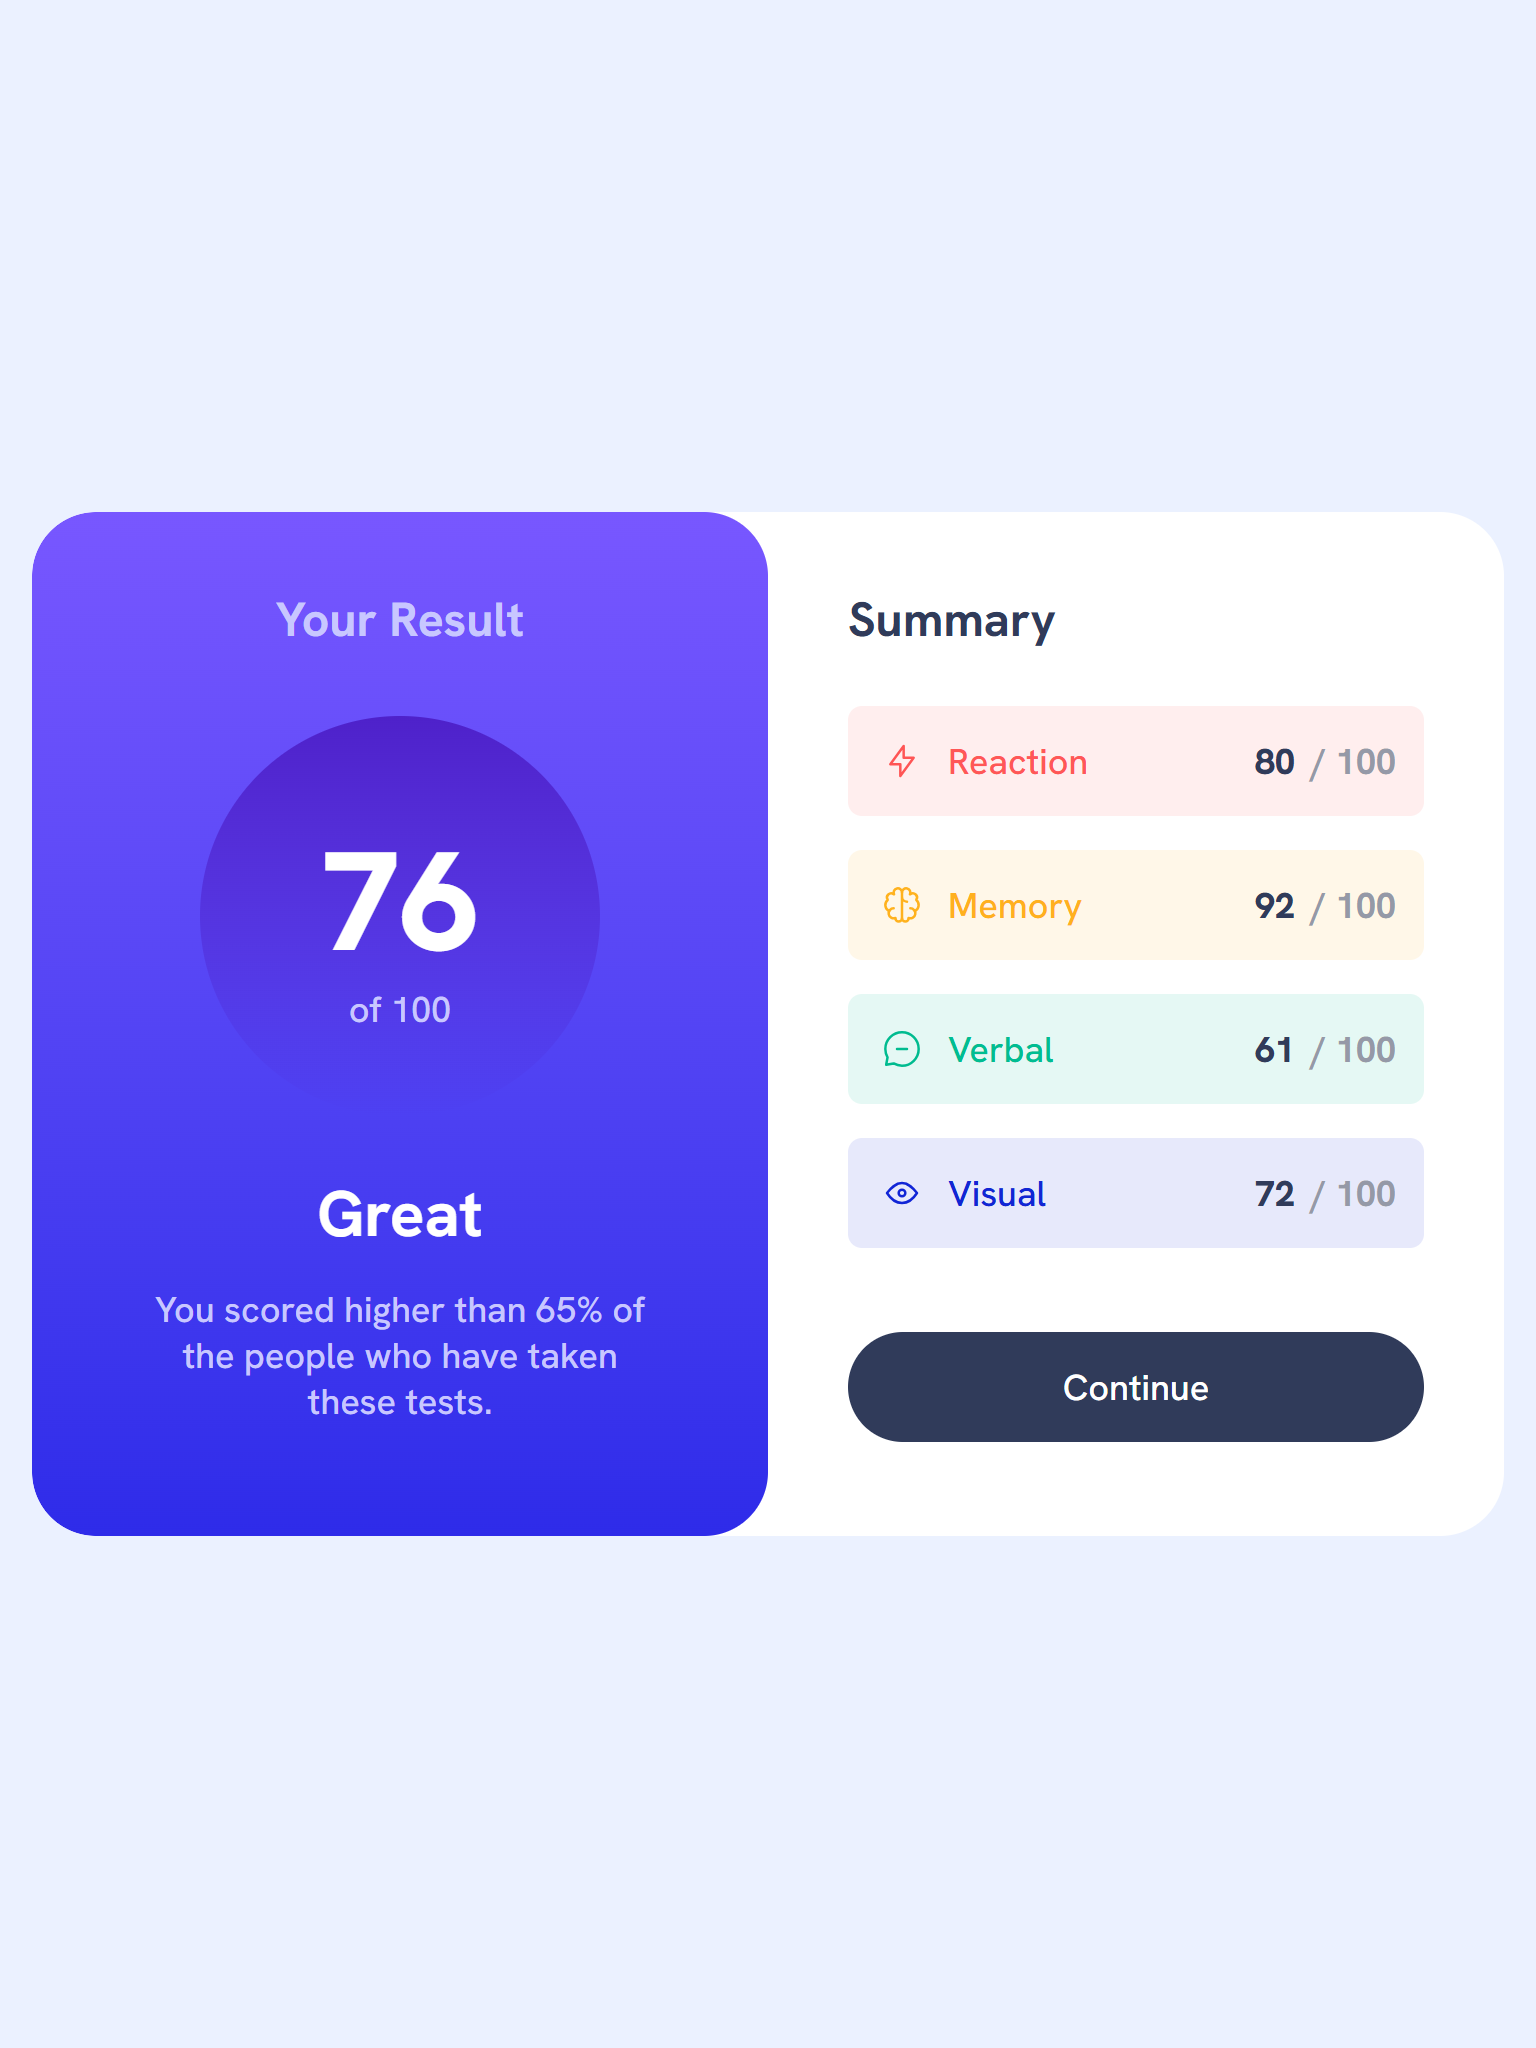 Your Result
76
of 100
Great
You scored higher than 65% of
the people who have taken
these tests.
Summary
Reaction 80 / 100
Memory 92 / 100
Verbal 61 / 100
Visual 72 / 100
Continue